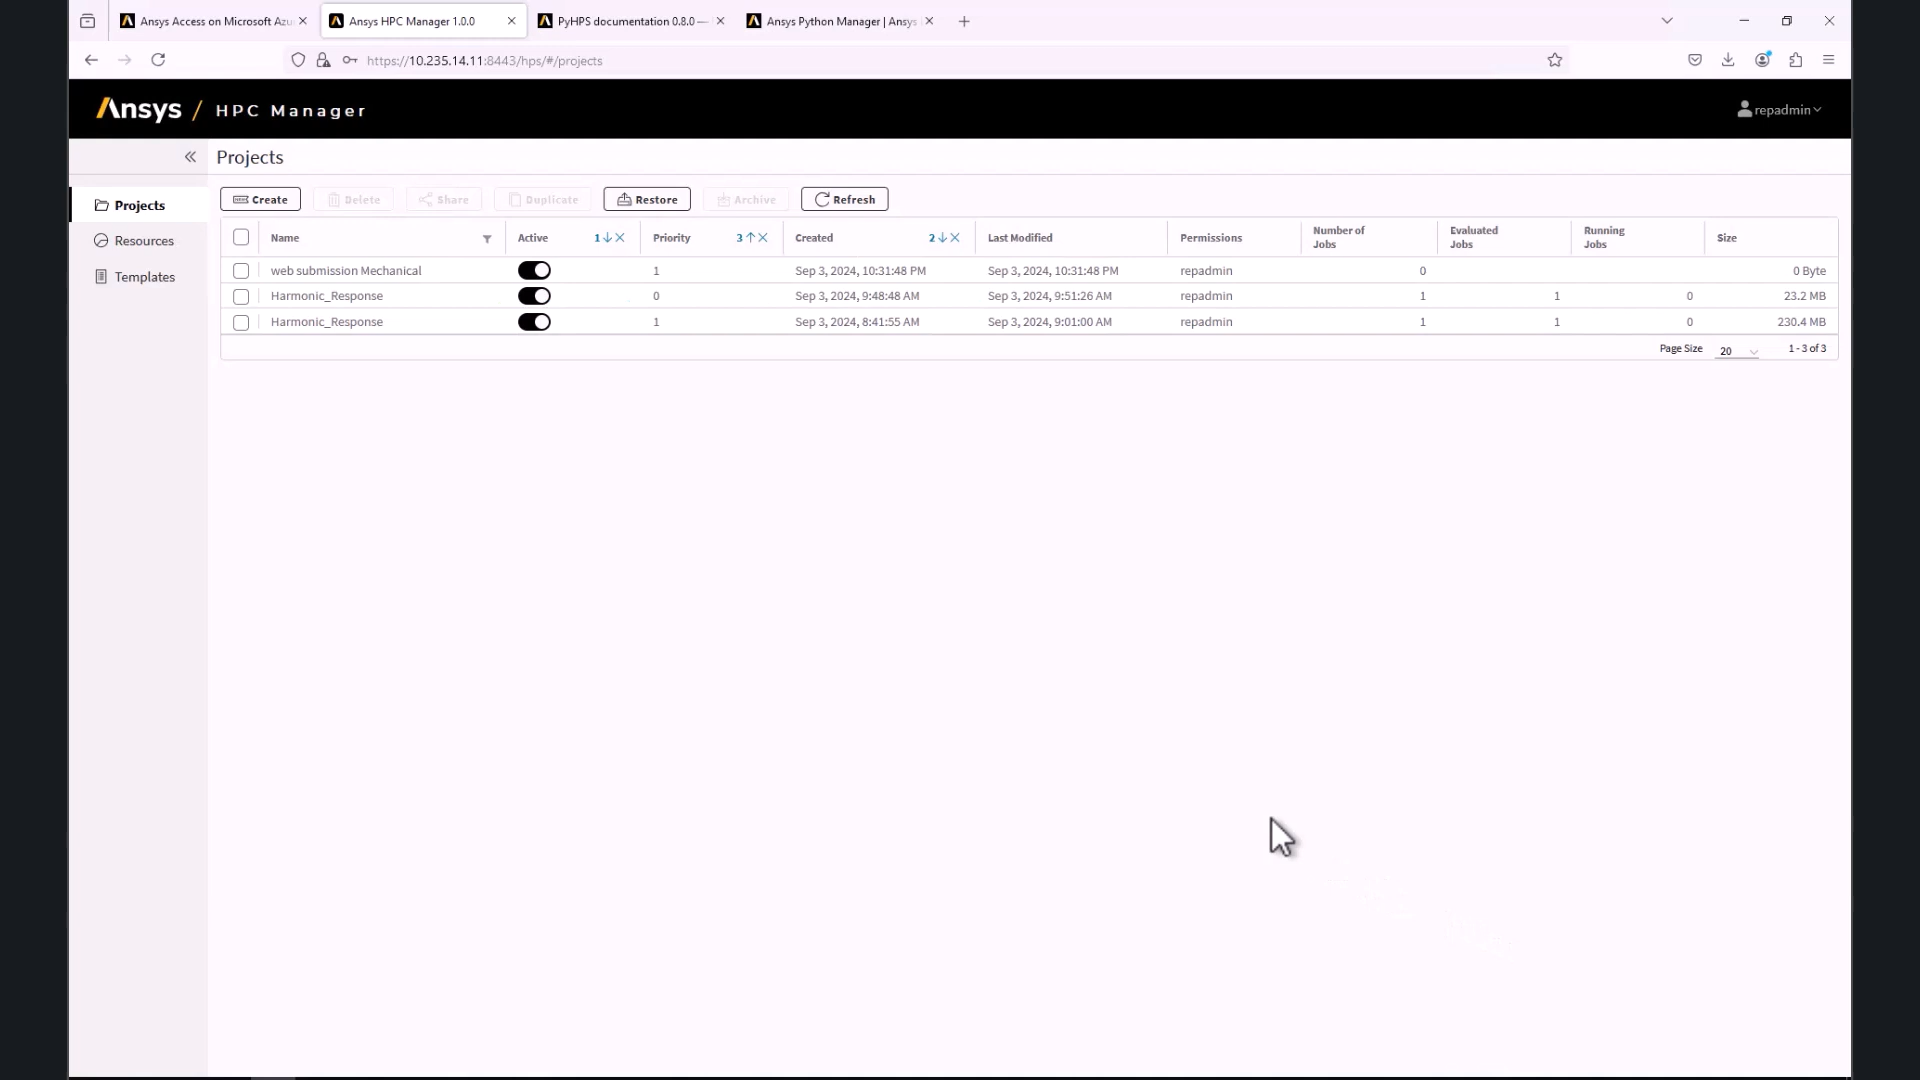 Ansys Access on Microsoft Azu
Ansys HPC Manager 1.0.0
PyHPS documentation 0.8.0 —
Ansys Python Manager | Ansys
https://10.235.14.11:8443/hps/#/projects
Ansys / HPC Manager
repadmin
Projects
Projects
Resources
Templates
Create Delete Share Duplicate Restore Archive Refresh
Name Active 1 Priority 3 Created 2 Last Modified Permissions Number of Jobs Evaluated Jobs Running Jobs Size
web submission Mechanical 1 Sep 3, 2024, 10:31:48 PM Sep 3, 2024, 10:31:48 PM repadmin 0 0 Byte
Harmonic_Response 0 Sep 3, 2024, 9:48:48 AM Sep 3, 2024, 9:51:26 AM repadmin 1 1 0 23.2 MB
Harmonic_Response 1 Sep 3, 2024, 8:41:55 AM Sep 3, 2024, 9:01:00 AM repadmin 1 1 0 230.4 MB
Page Size 20 1 - 3 of 3